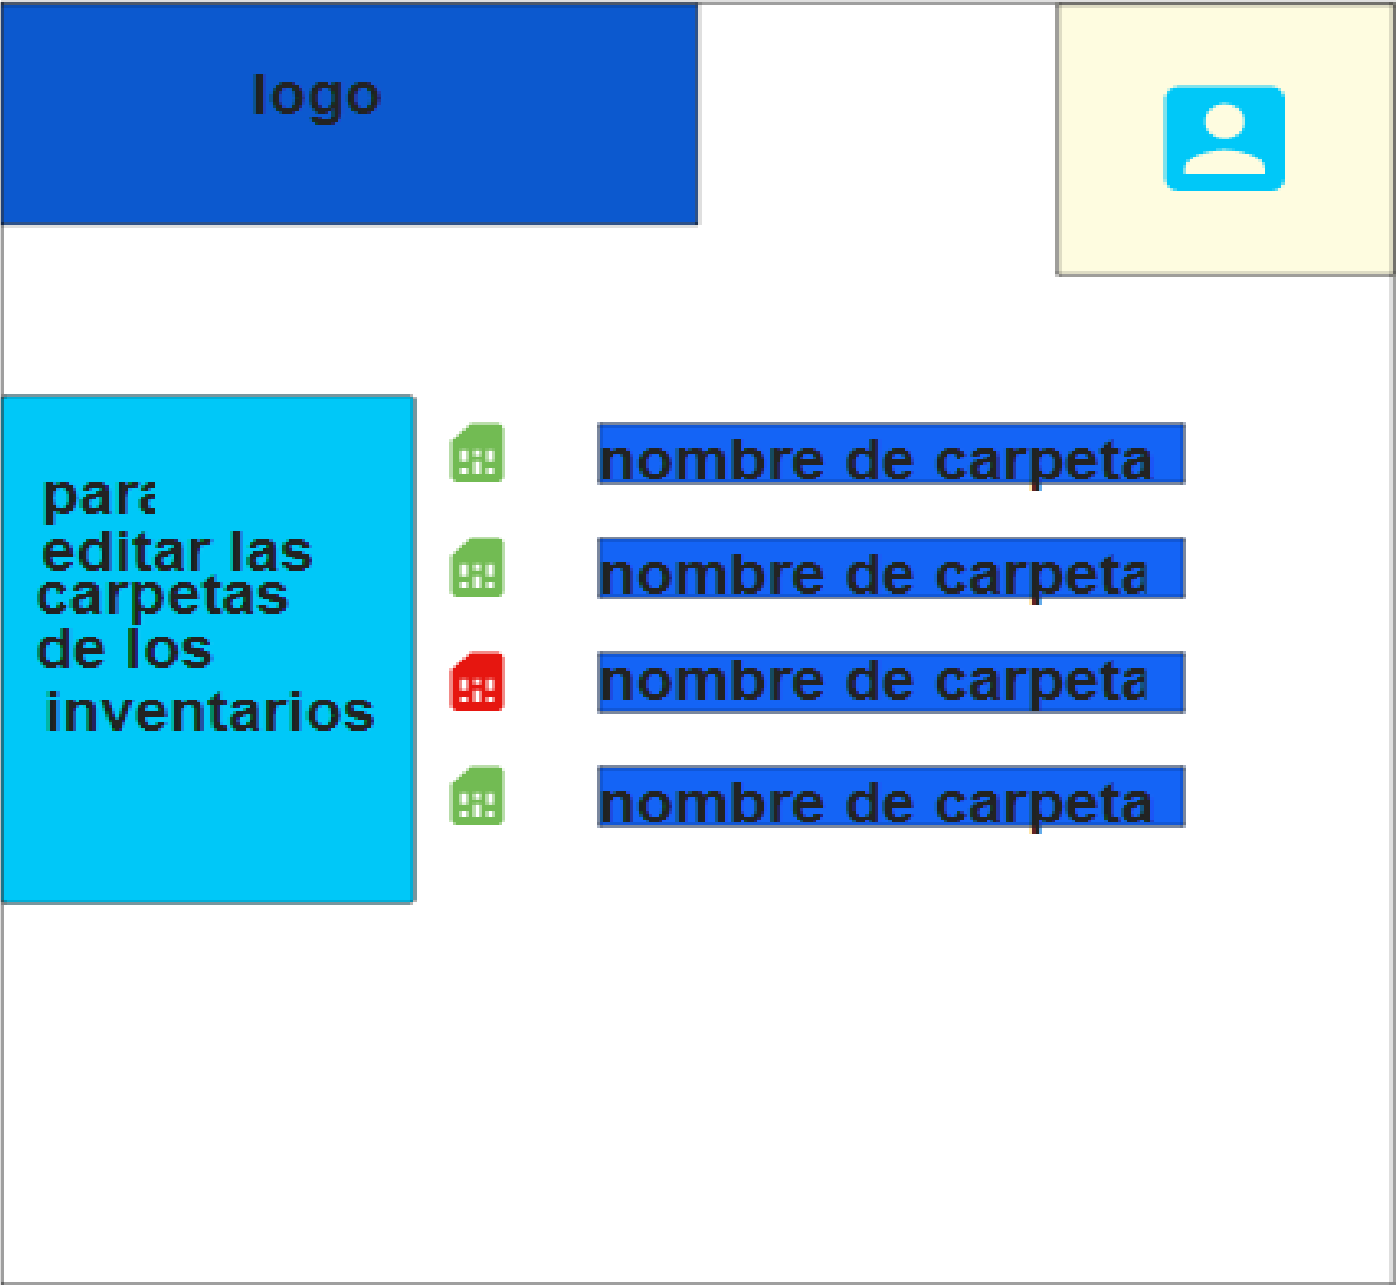 logo
para
editar las
carpetas
de los
inventarios
nombre de carpeta
nombre de carpeta
nombre de carpeta
nombre de carpeta